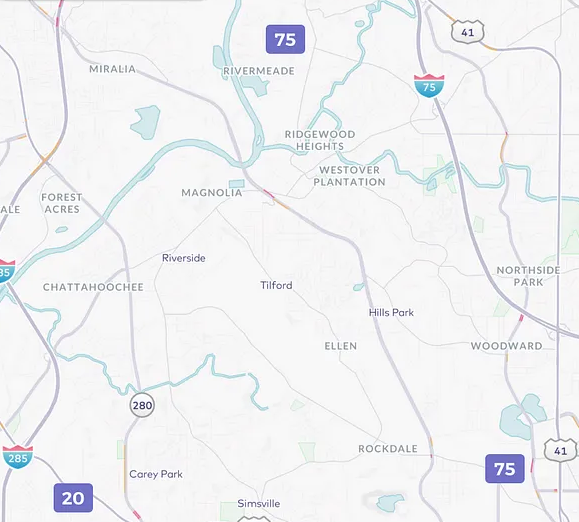 41
75
MIRALIA
RIVERMEADE
75
RIDGEWOOD
HEIGHTS
WESTOVER
PLANTATION
MAGNOLIA
FOREST
ACRES
ALE
Riverside
85
CHATTAHOOCHEE
Tilford
NORTHSIDE
PARK
Hills Park
ELLEN
WOODWARD
280
ROCKDALE
41
285
75
Carey Park
20
Simsville